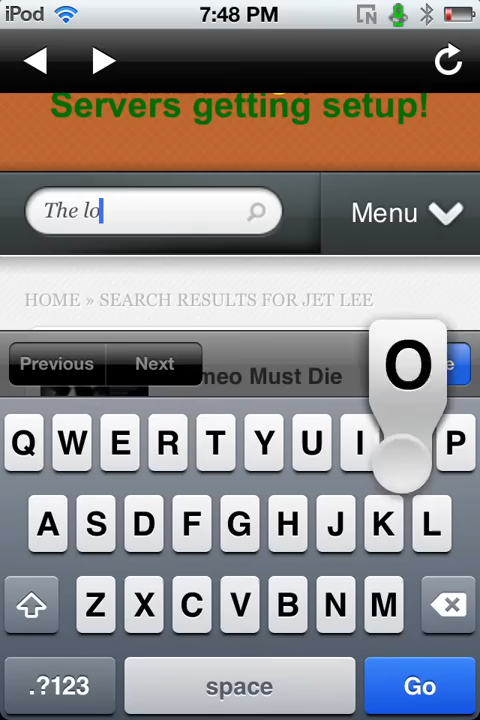 iPod 7:48 PM
Servers getting setup!
The lo Menu
HOME » SEARCH RESULTS FOR JET LEE
Previous Next
meo Must Die
O
Q W E R T Y U I P
A S D F G H J K L
Z X C V B N M
.?123 space Go